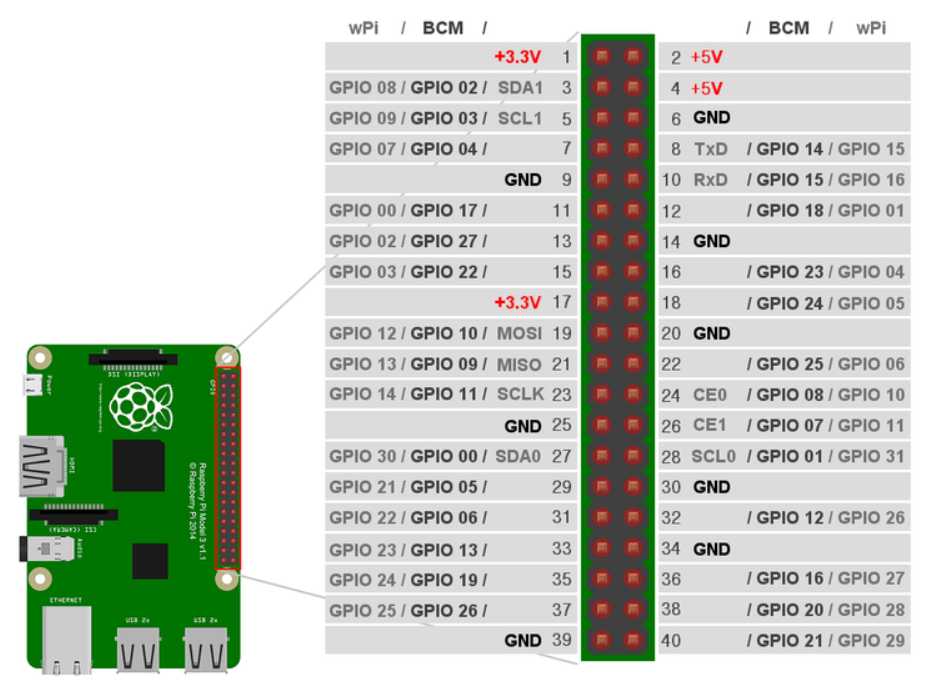 wPi / BCM / / BCM / wPi
+3.3V 1 2 +5V
GPIO 08 / GPIO 02 / SDA1 3 4 +5V
GPIO 09 / GPIO 03 / SCL1 5 6 GND
GPIO 07 / GPIO 04 / 7 8 TxD / GPIO 14 / GPIO 15
GND 9 10 RxD / GPIO 15 / GPIO 16
GPIO 00 / GPIO 17 / 11 12 / GPIO 18 / GPIO 01
GPIO 02 / GPIO 27 / 13 14 GND
GPIO 03 / GPIO 22 / 15 16 / GPIO 23 / GPIO 04
+3.3V 17 18 / GPIO 24 / GPIO 05
GPIO 12 / GPIO 10 / MOSI 19 20 GND
GPIO 13 / GPIO 09 / MISO 21 22 / GPIO 25 / GPIO 06
GPIO 14 / GPIO 11 / SCLK 23 24 CE0 / GPIO 08 / GPIO 10
GND 25 26 CE1 / GPIO 07 / GPIO 11
GPIO 30 / GPIO 00 / SDA0 27 28 SCL0 / GPIO 01 / GPIO 31
GPIO 21 / GPIO 05 / 29 30 GND
GPIO 22 / GPIO 06 / 31 32 / GPIO 12 / GPIO 26
GPIO 23 / GPIO 13 / 33 34 GND
GPIO 24 / GPIO 19 / 35 36 / GPIO 16 / GPIO 27
GPIO 25 / GPIO 26 / 37 38 / GPIO 20 / GPIO 28
GND 39 40 / GPIO 21 / GPIO 29
DSI (DISPLAY)
Power
GPIO
HDMI
Raspberry Pi Model 3 v1.1
© Raspberry Pi 2014
CSI (CAMERA)
Audio
ETHERNET
USB 2x
USB 2x